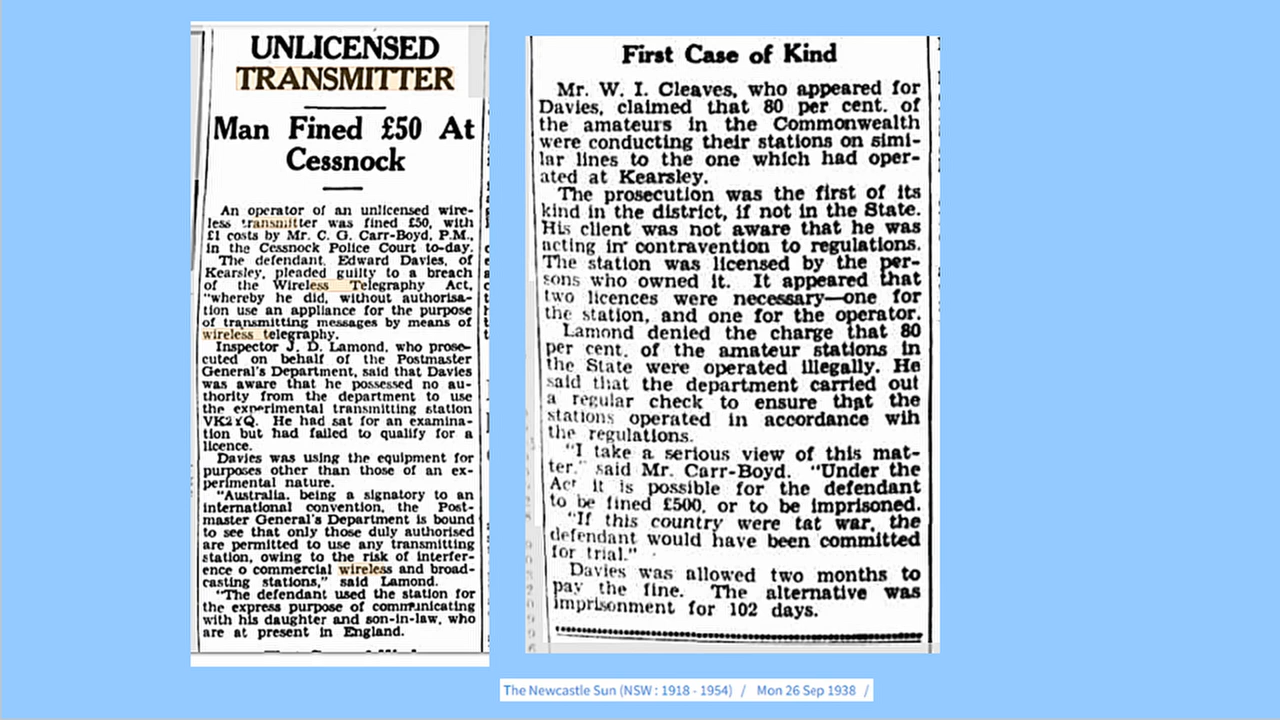 UNLICENSED
TRANSMITTER
Man Fined £50 At
Cessnock
An operator of an unlicensed wire-
less transmitter was fined £50, with
£1 costs by Mr. C. G. Carr-Boyd, P.M.,
in the Cessnock Police Court to-day.
The defendant, Edward Davies, of
Kearsley, pleaded guilty to a breach
of the Wireless Telegraphy Act,
"whereby he did, without authorisa-
tion use an appliance for the purpose
of transmitting messages by means of
wireless telegraphy.
Inspector J. D. Lamond, who prose-
cuted on behalf of the Postmaster
General's Department, said that Davies
was aware that he possessed no au-
thority from the department to use
the experimental transmitting station
VK2YQ. He had sat for an examina-
tion but had failed to qualify for a
licence.
Davies was using the equipment for
purposes other than those of an ex-
perimental nature.
"Australia, being a signatory to an
international convention, the Post-
master General's Department is bound
to see that only those duly authorised
are permitted to use any transmitting
station, owing to the risk of interfer-
ence o commercial wireless and broad-
casting stations," said Lamond.
"The defendant used the station for
the express purpose of communicating
with his daughter and son-in-law, who
are at present in England.
First Case of Kind
Mr. W. I. Cleaves, who appeared for
Davies, claimed that 80 per cent. of
the amateurs in the Commonwealth
were conducting their stations on simi-
lar lines to the one which had oper-
ated at Kearsley.
The prosecution was the first of its
kind in the district, if not in the State.
His client was not aware that he was
acting in contravention to regulations.
The station was licensed by the per-
sons who owned it. It appeared that
two licences were necessary—one for
the station, and one for the operator.
Lamond denied the charge that 80
per cent. of the amateur stations in
the State were operated illegally. He
said that the department carried out
a regular check to ensure that the
stations operated in accordance wih
the regulations.
"I take a serious view of this mat-
ter." said Mr. Carr-Boyd. "Under the
Act it is possible for the defendant
to be fined £500, or to be imprisoned.
"If this country were tat war, the
defendant would have been committed
for trial."
Davies was allowed two months to
pay the fine. The alternative was
imprisonment for 102 days.
The Newcastle Sun (NSW : 1918 - 1954) / Mon 26 Sep 1938 /